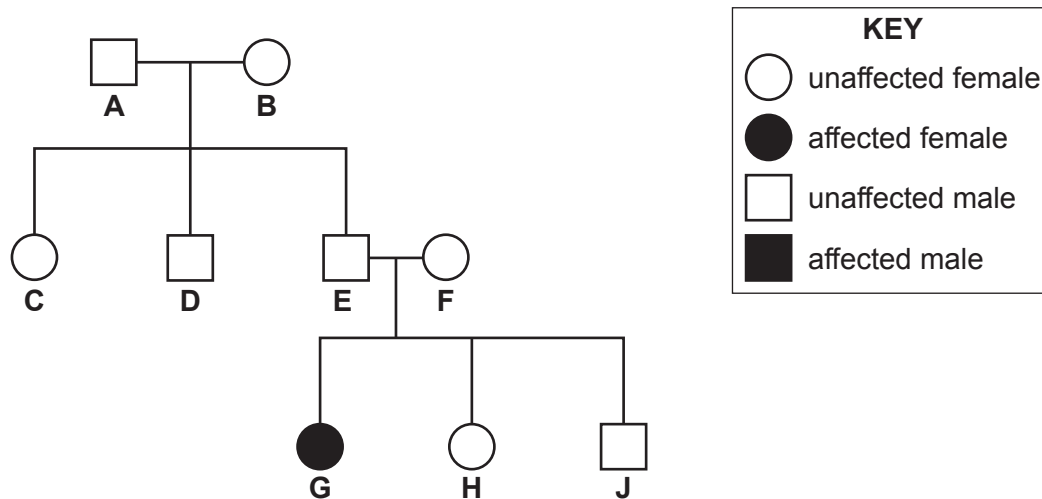 KEY
unaffected female
affected female
unaffected male
affected male
A
B
C
D
E
F
G
H
J